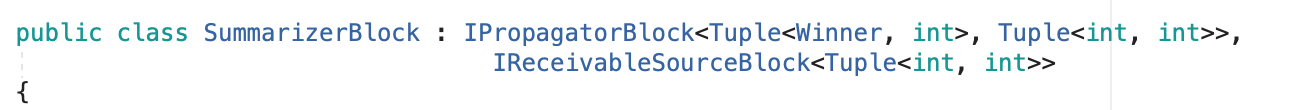 public class SummarizerBlock : IPropagatorBlock<Tuple<Winner, int>, Tuple<int, int>>,
IReceivableSourceBlock<Tuple<int, int>>
{